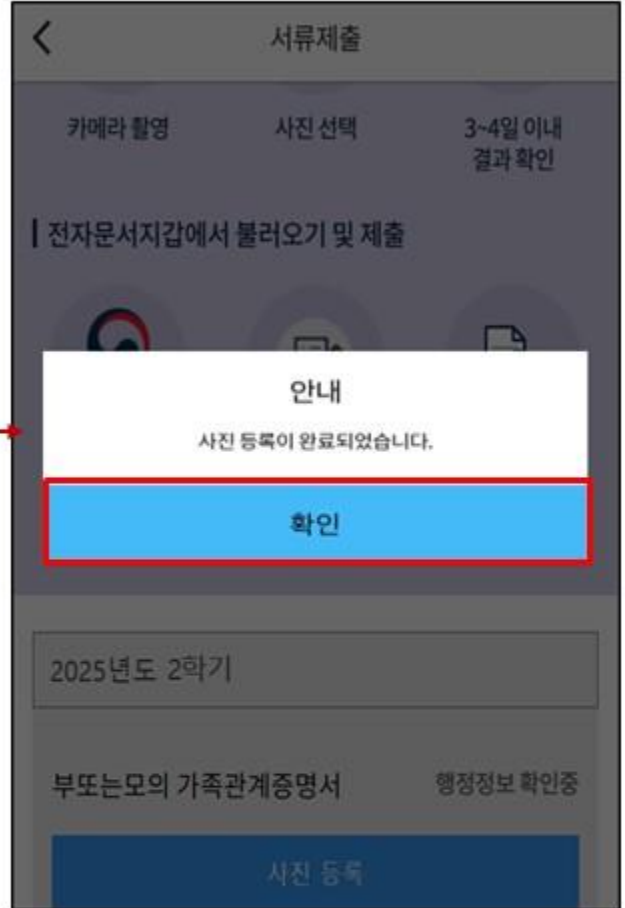 서류제출
카메라 촬영
사진 선택
3~4일 이내
결과 확인
전자문서지갑에서 불러오기 및 제출
안내
사진 등록이 완료되었습니다.
확인
2025년도 2학기
부또는모의 가족관계증명서
행정정보 확인중
사진 등록